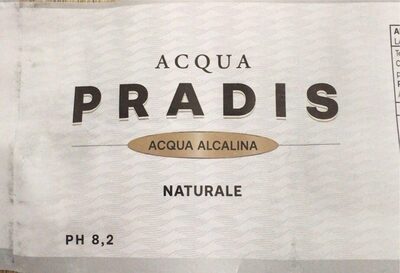 ACQUA
PRADIS
ACQUA ALCALINA
NATURALE
PH 8,2